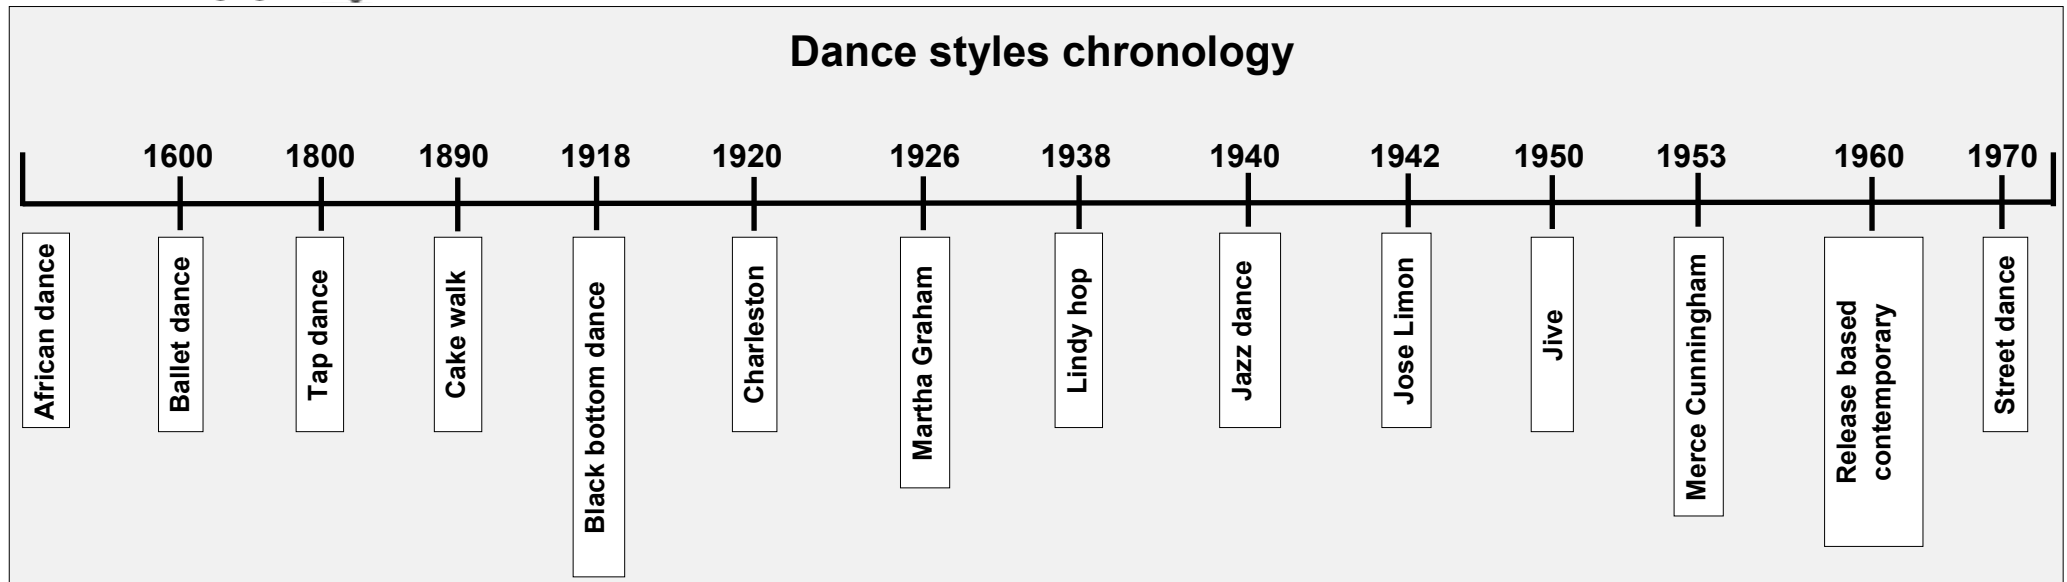 Dance styles chronology
1600
1800
1890
1918
1920
1926
1938
1940
1942
1950
1953
1960
1970
African dance
Ballet dance
Tap dance
Cake walk
Black bottom dance
Charleston
Martha Graham
Lindy hop
Jazz dance
Jose Limon
Jive
Merce Cunningham
Release based
contemporary
Street dance